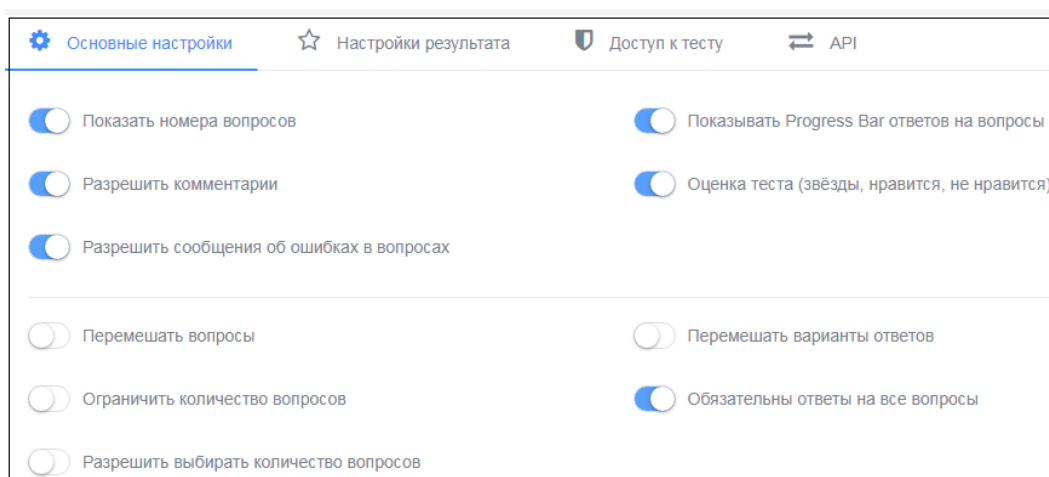 Основные настройки Настройки результата Доступ к тесту API
Показать номера вопросов Показывать Progress Bar ответов на вопросы
Разрешить комментарии Оценка теста (звёзды, нравится, не нравится)
Разрешить сообщения об ошибках в вопросах
Перемешать вопросы Перемешать варианты ответов
Ограничить количество вопросов Обязательны ответы на все вопросы
Разрешить выбирать количество вопросов